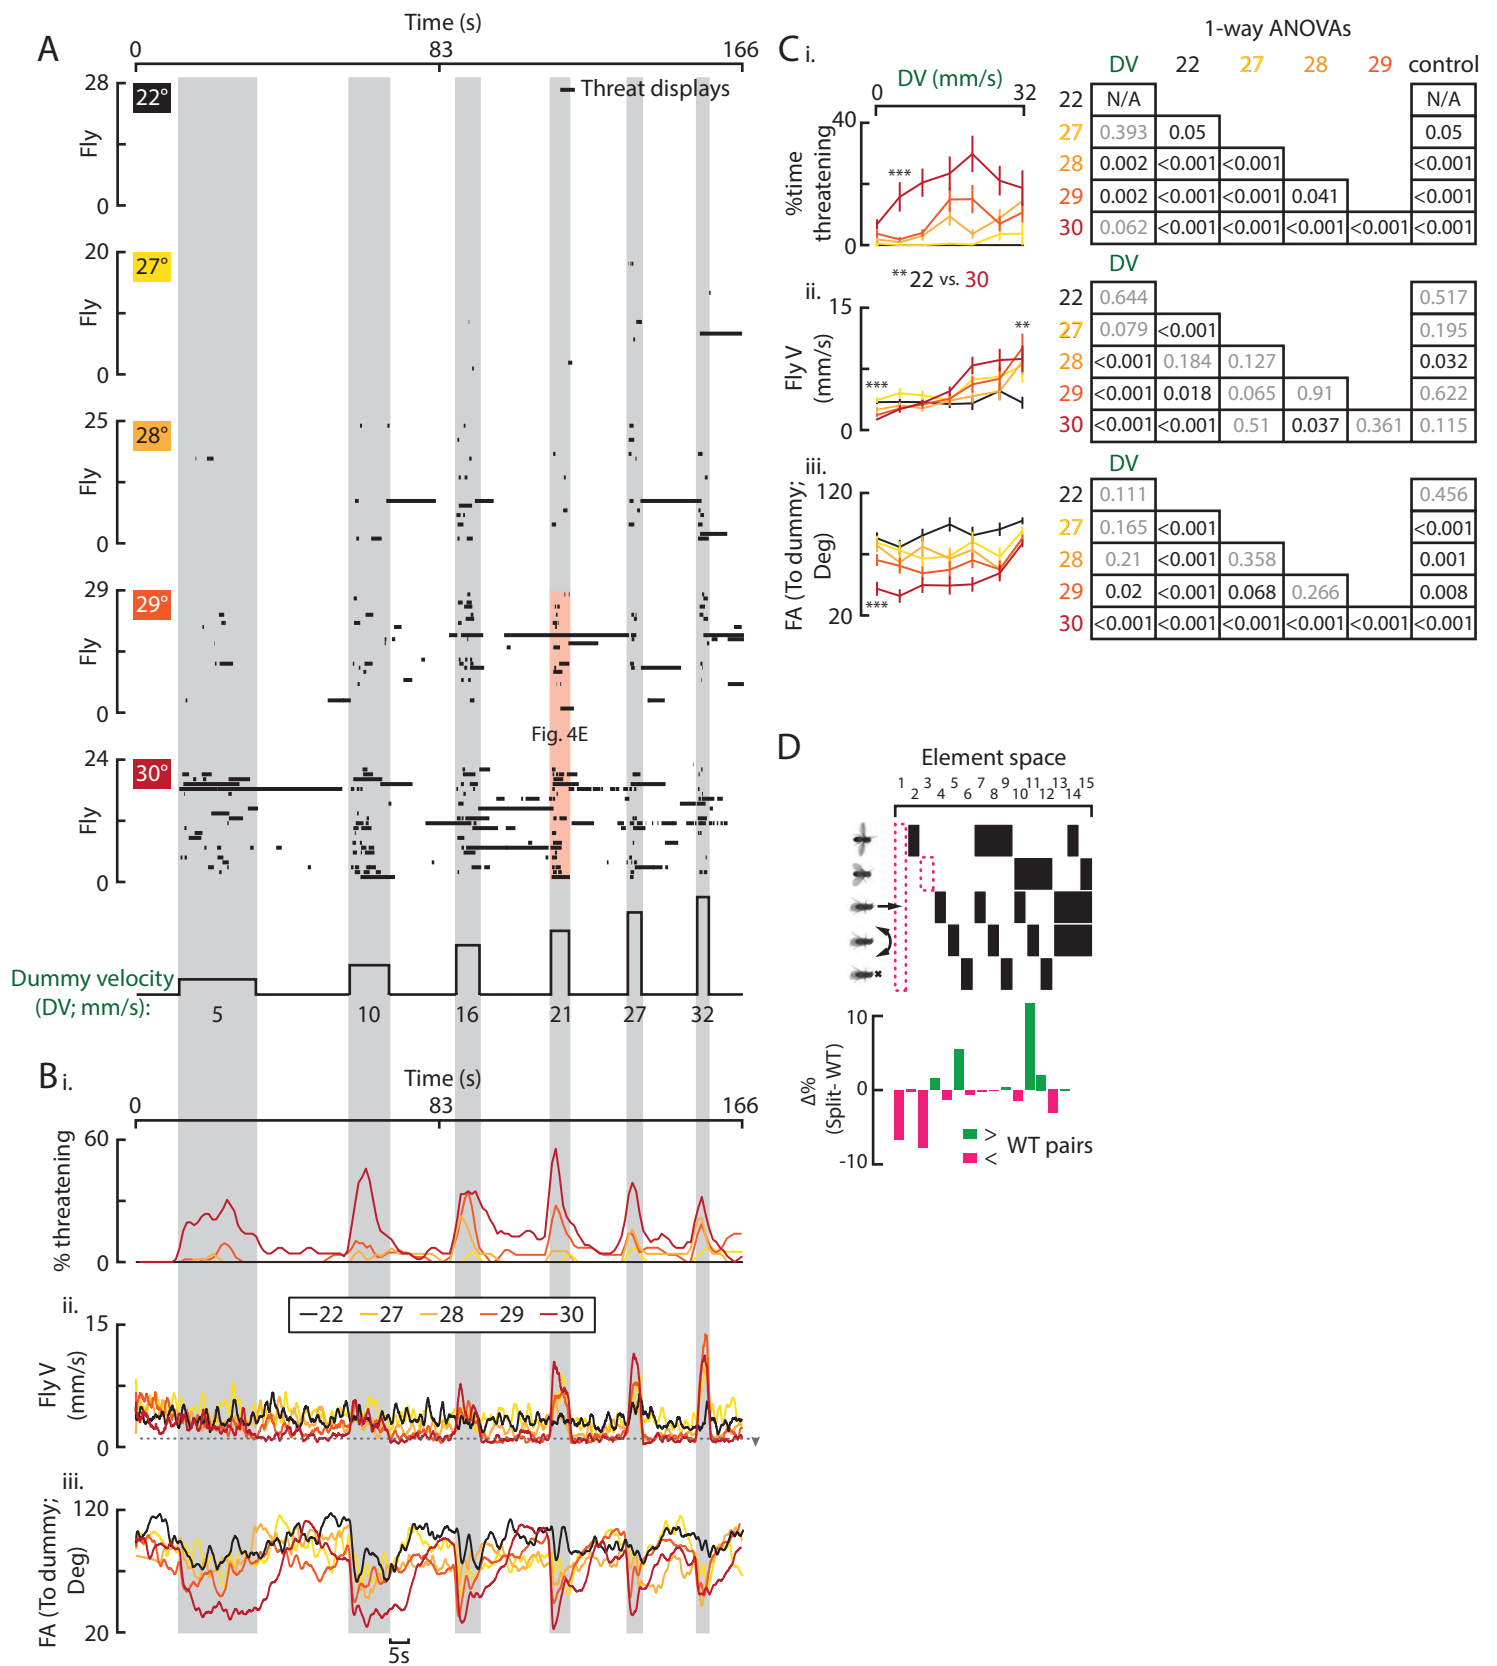 A
Time (s)
0 83 166
Threat displays
28
22°
Fly
0
20
27°
Fly
0
25
28°
Fly
0
29
29°
Fly
0
Fig. 4E
24
30°
Fly
0
Dummy velocity
(DV; mm/s):
5 10 16 21 27 32
B i.
Time (s)
0 83 166
60
% threatening
0
ii.
22 27 28 29 30
15
Fly V
(mm/s)
0
iii.
120
FA (To dummy;
Deg)
20
5s
C i.
DV (mm/s)
0 32
40
%time
threatening
0
***
**22 vs. 30
ii.
15
Fly V
(mm/s)
0
***
**
iii.
120
FA (To dummy;
Deg)
20
***
1-way ANOVAs
DV 22 27 28 29 control
22 N/A N/A
27 0.393 0.05 0.05
28 0.002 <0.001 <0.001 <0.001
29 0.002 <0.001 <0.001 0.041 <0.001
30 0.062 <0.001 <0.001 <0.001 <0.001 <0.001
DV
22 0.644 0.517
27 0.079 <0.001 0.195
28 <0.001 0.184 0.127 0.032
29 <0.001 0.018 0.065 0.91 0.622
30 <0.001 <0.001 0.51 0.037 0.361 0.115
DV
22 0.111 0.456
27 0.165 <0.001 <0.001
28 0.21 <0.001 0.358 0.001
29 0.02 <0.001 0.068 0.266 0.008
30 <0.001 <0.001 <0.001 <0.001 <0.001 <0.001
D
Element space
1 2 3 4 5 6 7 8 9 10 11 12 13 14 15
10
Δ%
(Split- WT)
0
-10
>
< WT pairs